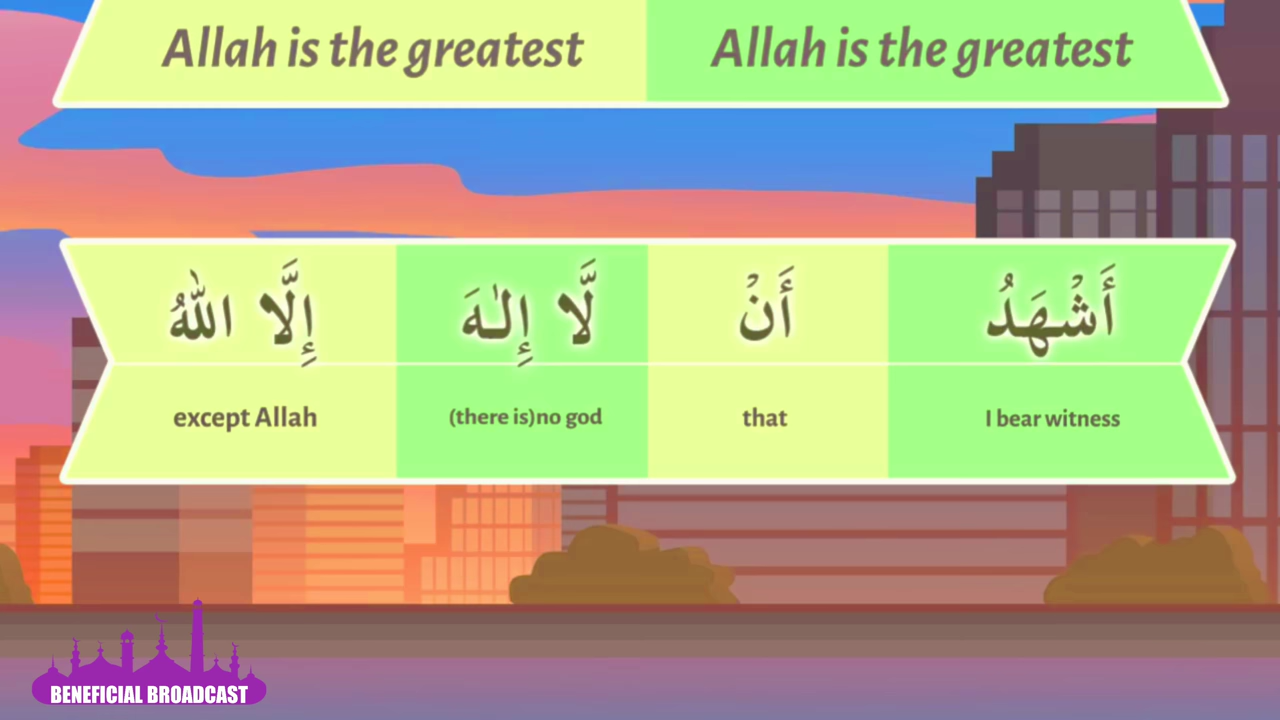 Allah is the greatest Allah is the greatest
أَشْهَدُ أَنْ لَّا إِلٰهَ إِلَّا اللّٰهُ
except Allah (there is)no god that I bear witness
BENEFICIAL BROADCAST